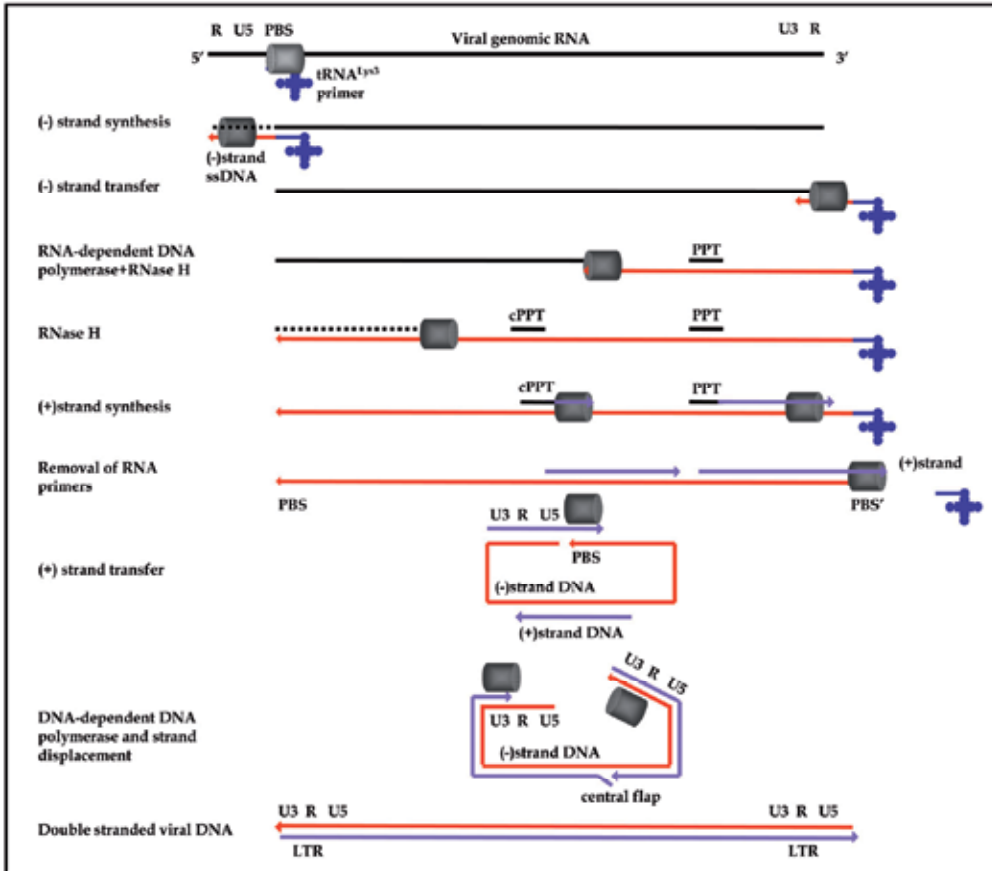 R U5 PBS
Viral genomic RNA
U3 R
5′
3′
tRNA^Lys3
primer
(-) strand synthesis
(-)strand
ssDNA
(-) strand transfer
RNA-dependent DNA
polymerase+RNase H
PPT
RNase H
cPPT
PPT
(+)strand synthesis
cPPT
PPT
Removal of RNA
primers
(+)strand
PBS
PBS′
U3 R U5
(+) strand transfer
PBS
(-)strand DNA
(+)strand DNA
DNA-dependent DNA
polymerase and strand
displacement
U3 R U5
U3 R U5
(-)strand DNA
central flap
Double stranded viral DNA
U3 R U5
U3 R U5
LTR
LTR